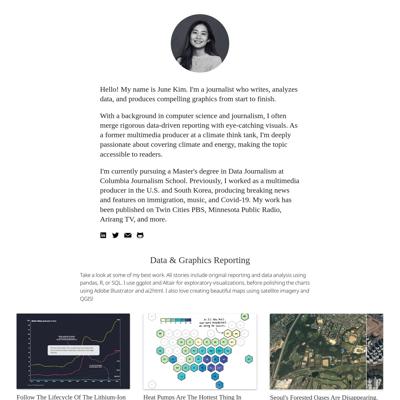 Hello! My name is June Kim. I'm a journalist who writes, analyzes
data, and produces compelling graphics from start to finish.
With a background in computer science and journalism, I often
merge rigorous data-driven reporting with eye-catching visuals. As
a former multimedia producer at a climate think tank, I'm deeply
passionate about covering climate and energy, making the topic
accessible to readers.
I'm currently pursuing a Master's degree in Data Journalism at
Columbia Journalism School. Previously, I worked as a multimedia
producer in the U.S. and South Korea, producing breaking news
and features on immigration, music, and Covid-19. My work has
been published on Twin Cities PBS, Minnesota Public Radio,
Arirang TV, and more.
Data & Graphics Reporting
Take a look at some of my best work. All stories include original reporting and data analysis using
pandas, R, or SQL. I use ggplot and Altair for exploratory visualizations, before polishing the charts
using Adobe Illustrator and ai2html. I also love creating beautiful maps using satellite imagery and
QGIS!
Follow The Lifecycle Of The Lithium-Ion
Heat Pumps Are The Hottest Thing In
Seoul's Forested Oases Are Disappearing.